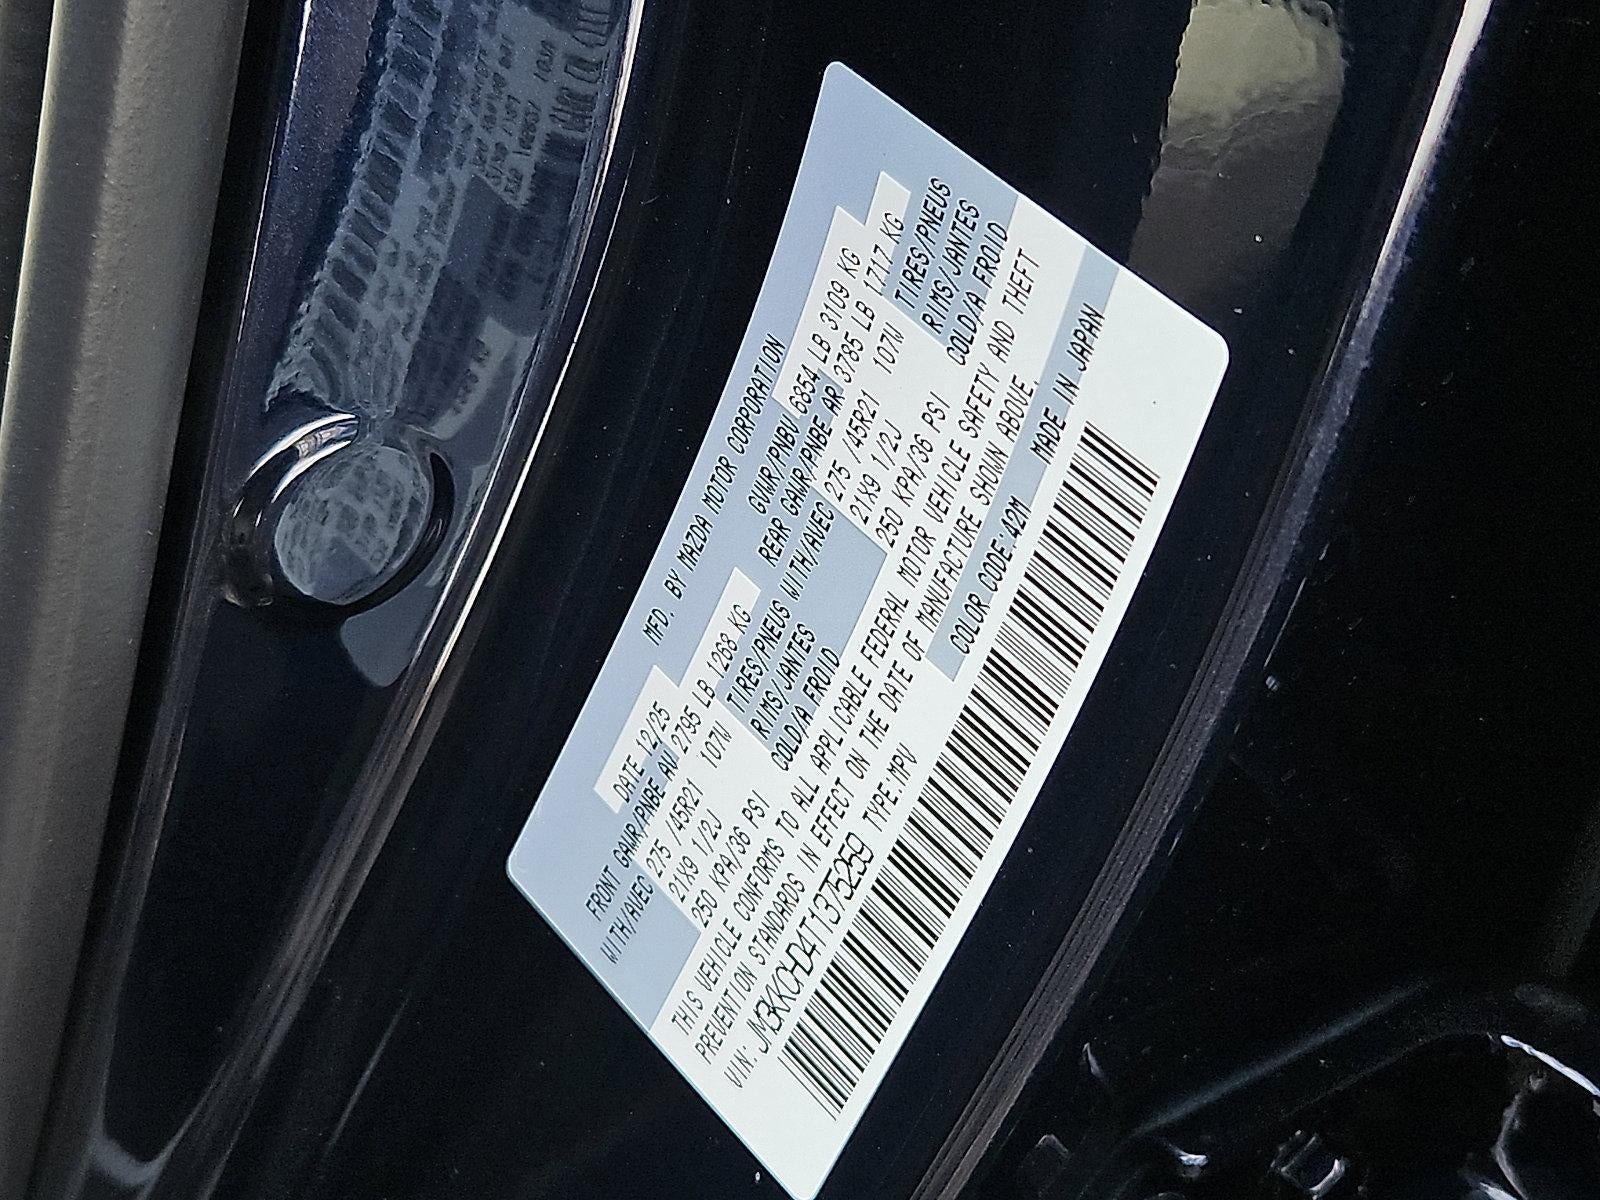 MFD. BY MAZDA MOTOR CORPORATION
DATE 12/25 GVWR/PNBV 6854 LB 3109 KG
FRONT GAWR/PNBE AV 2795 LB 1268 KG REAR GAWR/PNBE AR 3785 LB 1717 KG
WITH/AVEC 275 /45R21 107W TIRES/PNEUS WITH/AVEC 275 /45R21 107W TIRES/PNEUS
21X9 1/2J RIMS/JANTES 21X9 1/2J RIMS/JANTES
250 KPA/36 PSI COLD/A FROID 250 KPA/36 PSI COLD/A FROID
THIS VEHICLE CONFORMS TO ALL APPLICABLE FEDERAL MOTOR VEHICLE SAFETY AND THEFT
PREVENTION STANDARDS IN EFFECT ON THE DATE OF MANUFACTURE SHOWN ABOVE.
VIN: JM3KKCHD4T1375259 TYPE:MPV COLOR CODE:42M MADE IN JAPAN